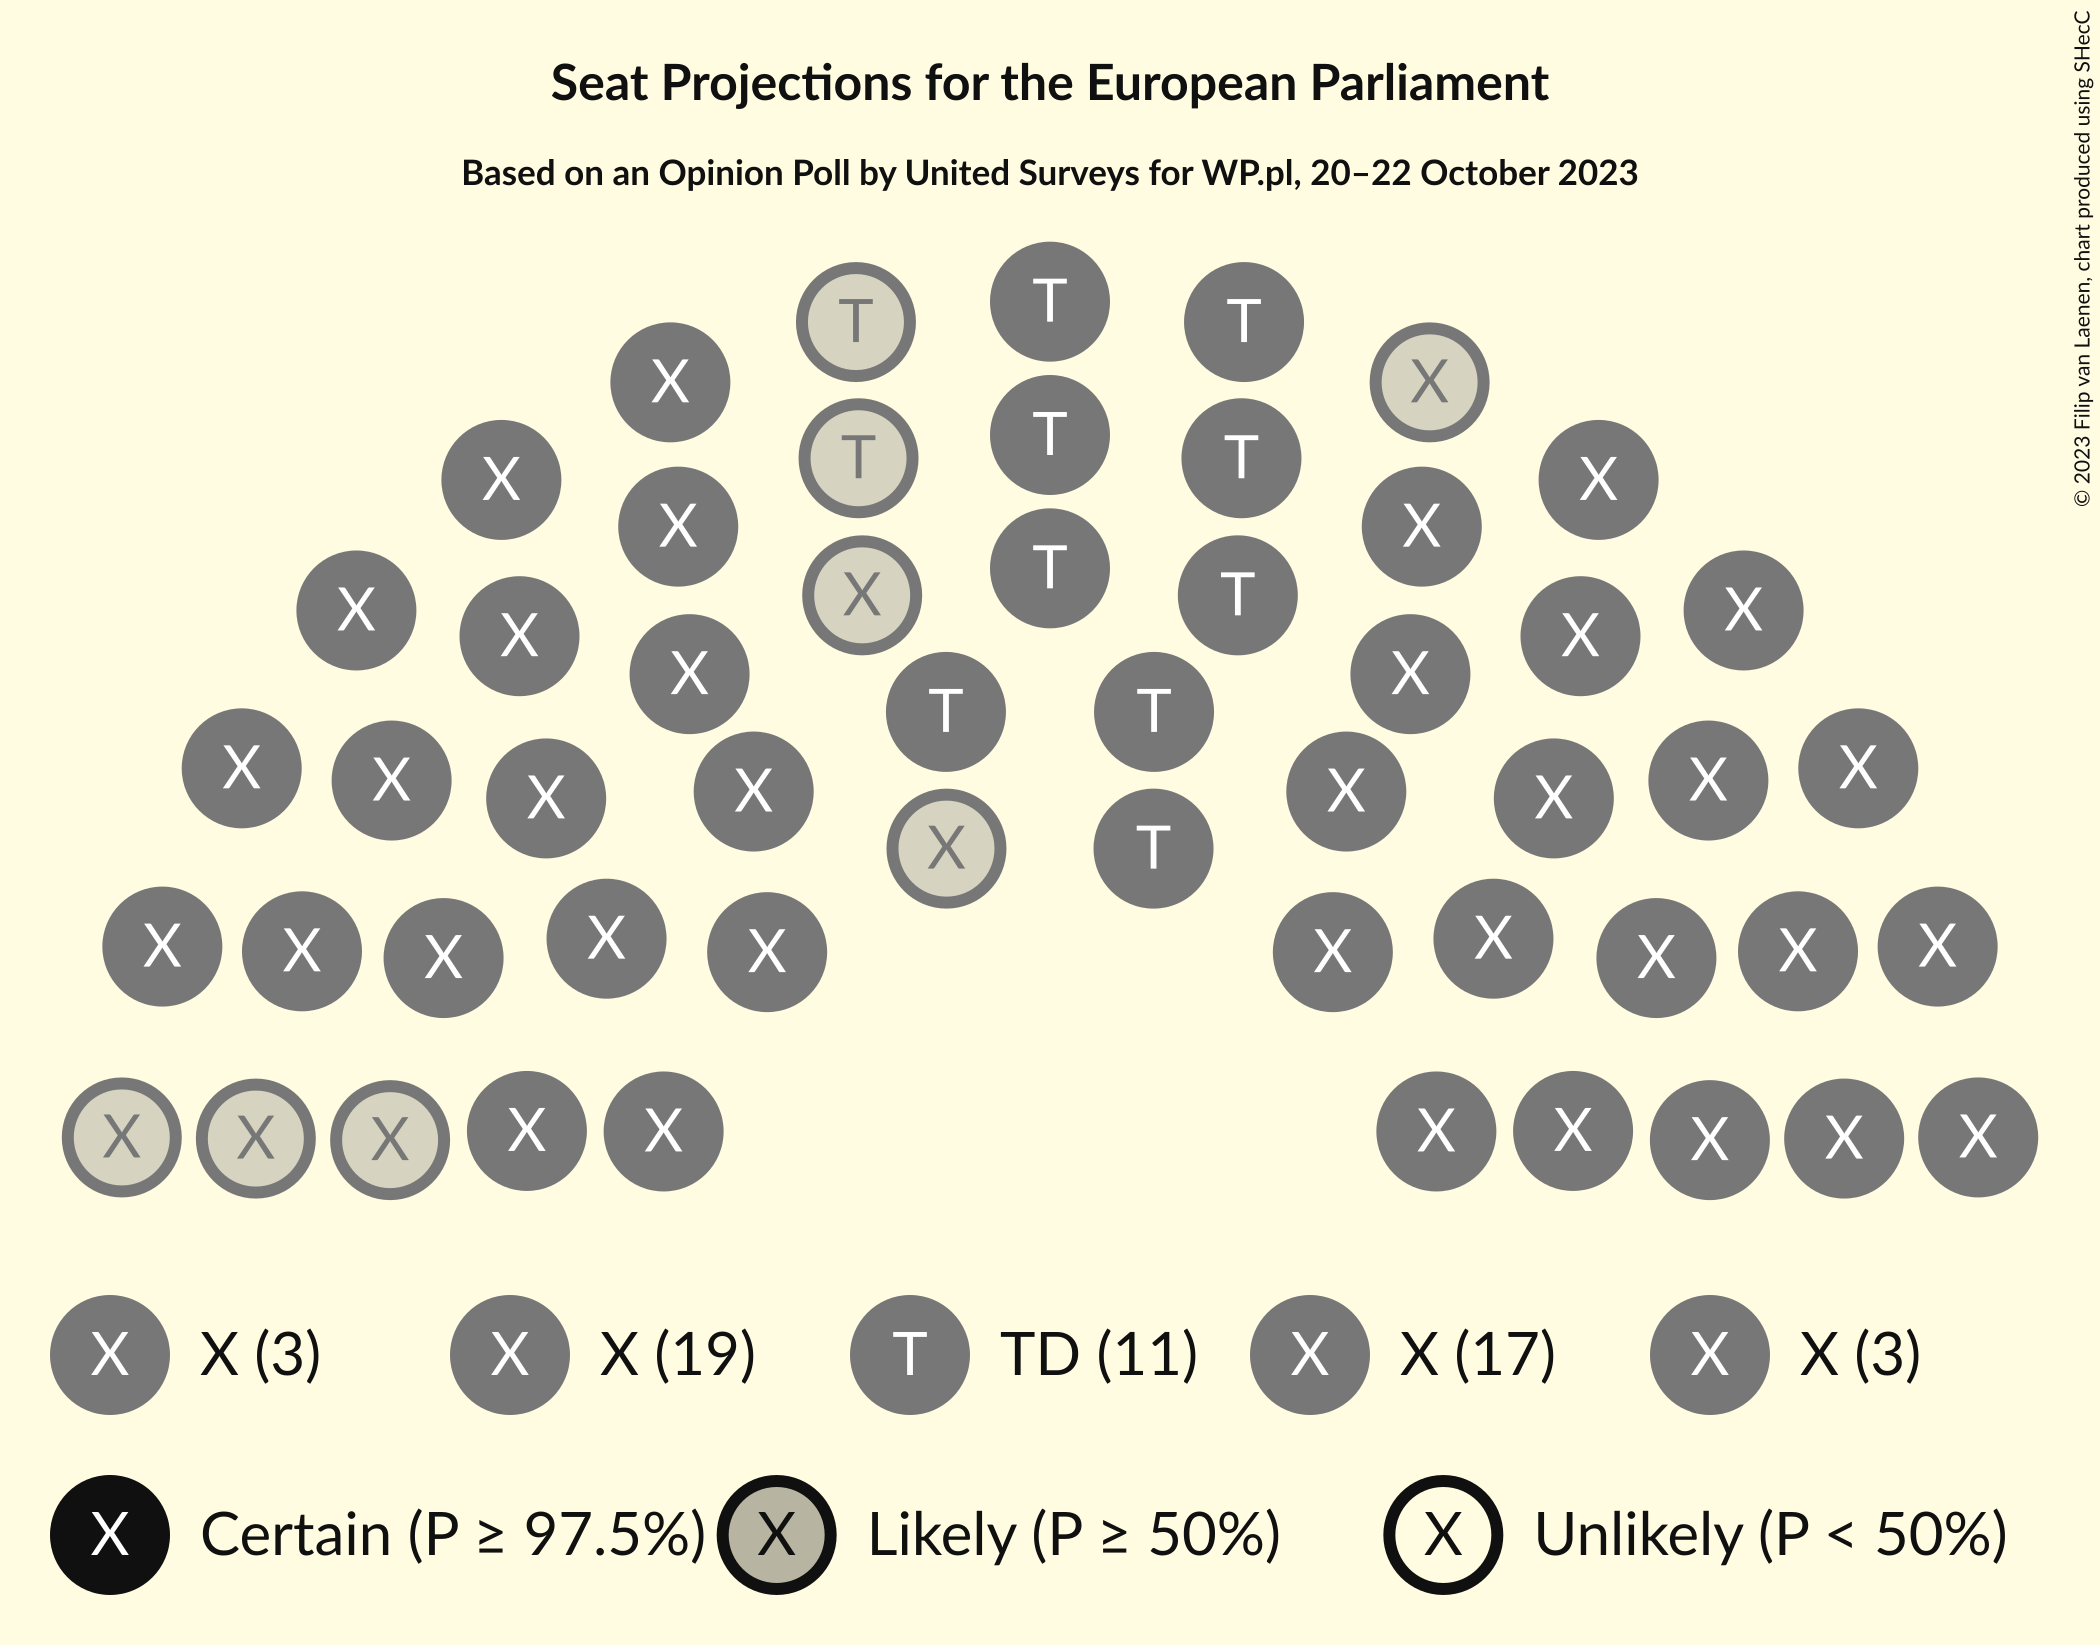 Seat Projections for the European Parliament
Based on an Opinion Poll by United Surveys for WP.pl, 20–22 October 2023
© 2023 Filip van Laenen, chart produced using SHecC
T
T T
X X
T
T T
X X
X X
T
X T
X X
X X
X X
T T
X X
X X
X X
X X
X X
X T
X X
X X
X X
X X
X X
X X X X X X X X X X
X X (3) X X (19) T TD (11) X X (17) X X (3)
X Certain (P ≥ 97.5%) X Likely (P ≥ 50%) X Unlikely (P < 50%)